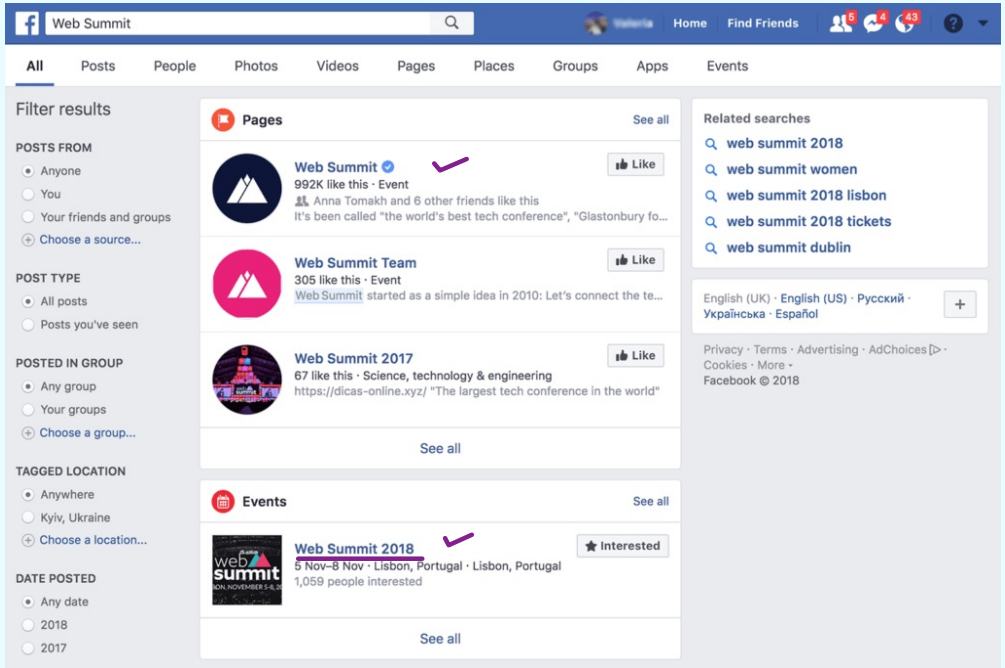 Web Summit
Home
Find Friends
5
4
43
?
All
Posts
People
Photos
Videos
Pages
Places
Groups
Apps
Events
Filter results
POSTS FROM
Anyone
You
Your friends and groups
Choose a source...
POST TYPE
All posts
Posts you've seen
POSTED IN GROUP
Any group
Your groups
Choose a group...
TAGGED LOCATION
Anywhere
Kyiv, Ukraine
Choose a location...
DATE POSTED
Any date
2018
2017
Pages
See all
Web Summit
Like
992K like this · Event
Anna Tomakh and 6 other friends like this
It's been called "the world's best tech conference", "Glastonbury fo...
Web Summit Team
Like
305 like this · Event
Web Summit started as a simple idea in 2010: Let's connect the te...
Web Summit 2017
Like
67 like this · Science, technology & engineering
https://dicas-online.xyz/ "The largest tech conference in the world"
See all
Events
See all
web
summit
Web Summit 2018
Interested
5 Nov–8 Nov · Lisbon, Portugal · Lisbon, Portugal
1,059 people interested
See all
Related searches
web summit 2018
web summit women
web summit 2018 lisbon
web summit 2018 tickets
web summit dublin
English (UK) · English (US) · Русский ·
Українська · Español
+
Privacy · Terms · Advertising · AdChoices ·
Cookies · More
Facebook © 2018